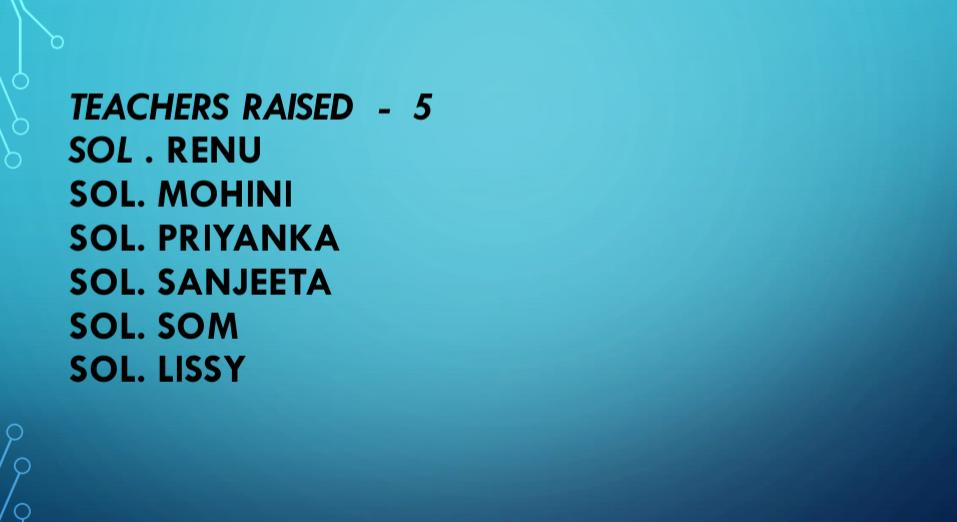 TEACHERS RAISED - 5
SOL . RENU
SOL. MOHINI
SOL. PRIYANKA
SOL. SANJEETA
SOL. SOM
SOL. LISSY